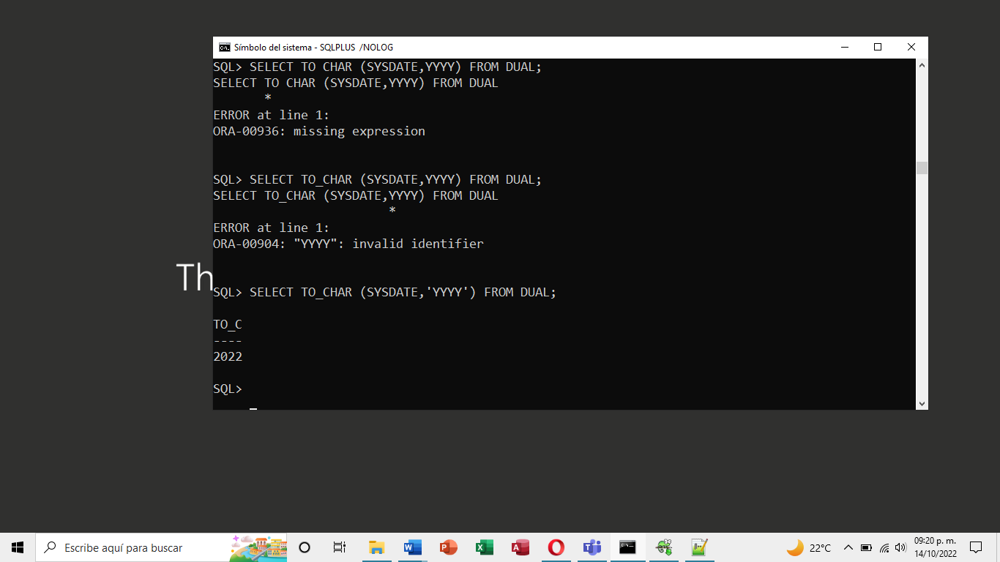 Símbolo del sistema - SQLPLUS /NOLOG
SQL> SELECT TO CHAR (SYSDATE,YYYY) FROM DUAL;
SELECT TO CHAR (SYSDATE,YYYY) FROM DUAL
*
ERROR at line 1:
ORA-00936: missing expression
SQL> SELECT TO_CHAR (SYSDATE,YYYY) FROM DUAL;
SELECT TO_CHAR (SYSDATE,YYYY) FROM DUAL
*
ERROR at line 1:
ORA-00904: "YYYY": invalid identifier
Th
SQL> SELECT TO_CHAR (SYSDATE,'YYYY') FROM DUAL;
TO_C
----
2022
SQL>
Escribe aquí para buscar
22°C
09:20 p. m.
14/10/2022